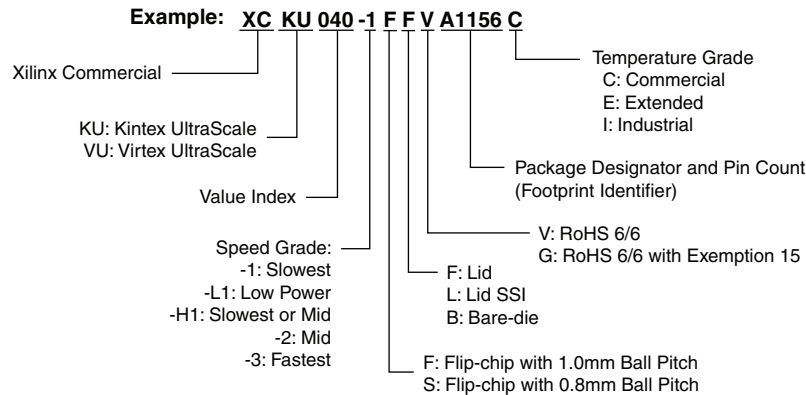 Example: XC KU 040 -1 F F V A1156 C
Xilinx Commercial
KU: Kintex UltraScale
VU: Virtex UltraScale
Value Index
Speed Grade:
-1: Slowest
-L1: Low Power
-H1: Slowest or Mid
-2: Mid
-3: Fastest
Temperature Grade
C: Commercial
E: Extended
I: Industrial
Package Designator and Pin Count
(Footprint Identifier)
V: RoHS 6/6
G: RoHS 6/6 with Exemption 15
F: Lid
L: Lid SSI
B: Bare-die
F: Flip-chip with 1.0mm Ball Pitch
S: Flip-chip with 0.8mm Ball Pitch